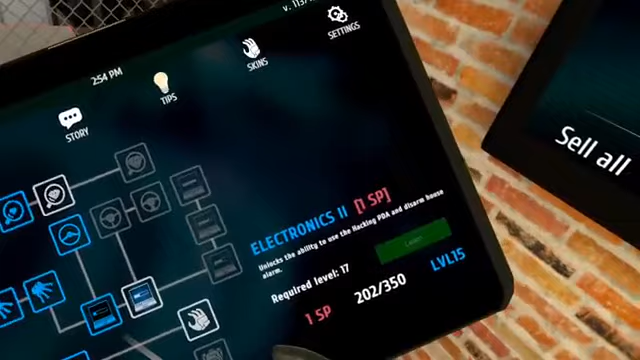 2:54 PM
SETTINGS
SKINS
TIPS
STORY
Sell all
ELECTRONICS II [1 SP]
Unlocks the ability to use the Hacking PDA and disarm house
alarm.
Learn
Required level: 17
1 SP
202/350
LVL15